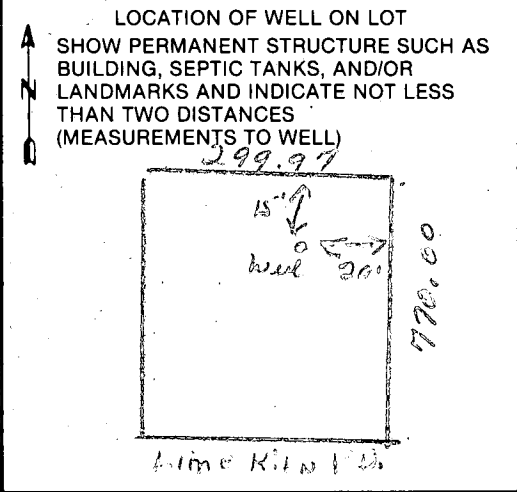 LOCATION OF WELL ON LOT
SHOW PERMANENT STRUCTURE SUCH AS
BUILDING, SEPTIC TANKS, AND/OR
N LANDMARKS AND INDICATE NOT LESS
THAN TWO DISTANCES
(MEASUREMENTS TO WELL)
299.97
15'
Well 20'
770.00
Lime Kiln Rd.